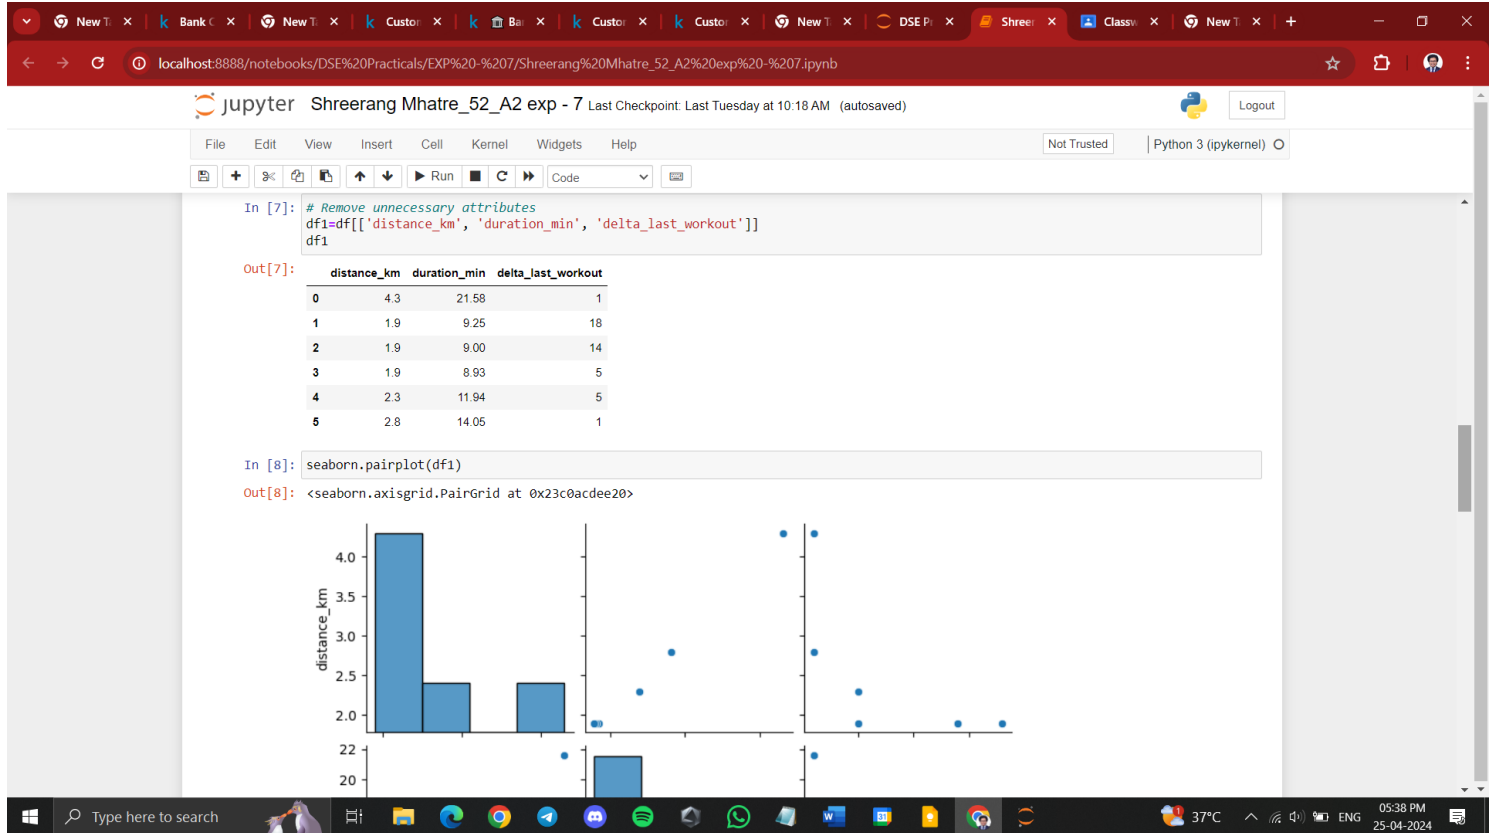 New T
Bank C
New Ti
Custom
Ba
Custor
Custor
New T
DSE Pr
Shreer
Classw
New T
localhost:8888/notebooks/DSE%20Practicals/EXP%20-%207/Shreerang%20Mhatre_52_A2%20exp%20-%207.ipynb
jupyter Shreerang Mhatre_52_A2 exp - 7 Last Checkpoint: Last Tuesday at 10:18 AM (autosaved)
Logout
File Edit View Insert Cell Kernel Widgets Help
Not Trusted
Python 3 (ipykernel)
Run
Code
In [7]: # Remove unnecessary attributes
df1=df[['distance_km', 'duration_min', 'delta_last_workout']]
df1
Out[7]:
distance_km duration_min delta_last_workout
0 4.3 21.58 1
1 1.9 9.25 18
2 1.9 9.00 14
3 1.9 8.93 5
4 2.3 11.94 5
5 2.8 14.05 1
In [8]: seaborn.pairplot(df1)
Out[8]: <seaborn.axisgrid.PairGrid at 0x23c0acdee20>
distance_km
4.0
3.5
3.0
2.5
2.0
22
20
Type here to search
W
31
1
37°C
ENG
05:38 PM
25-04-2024